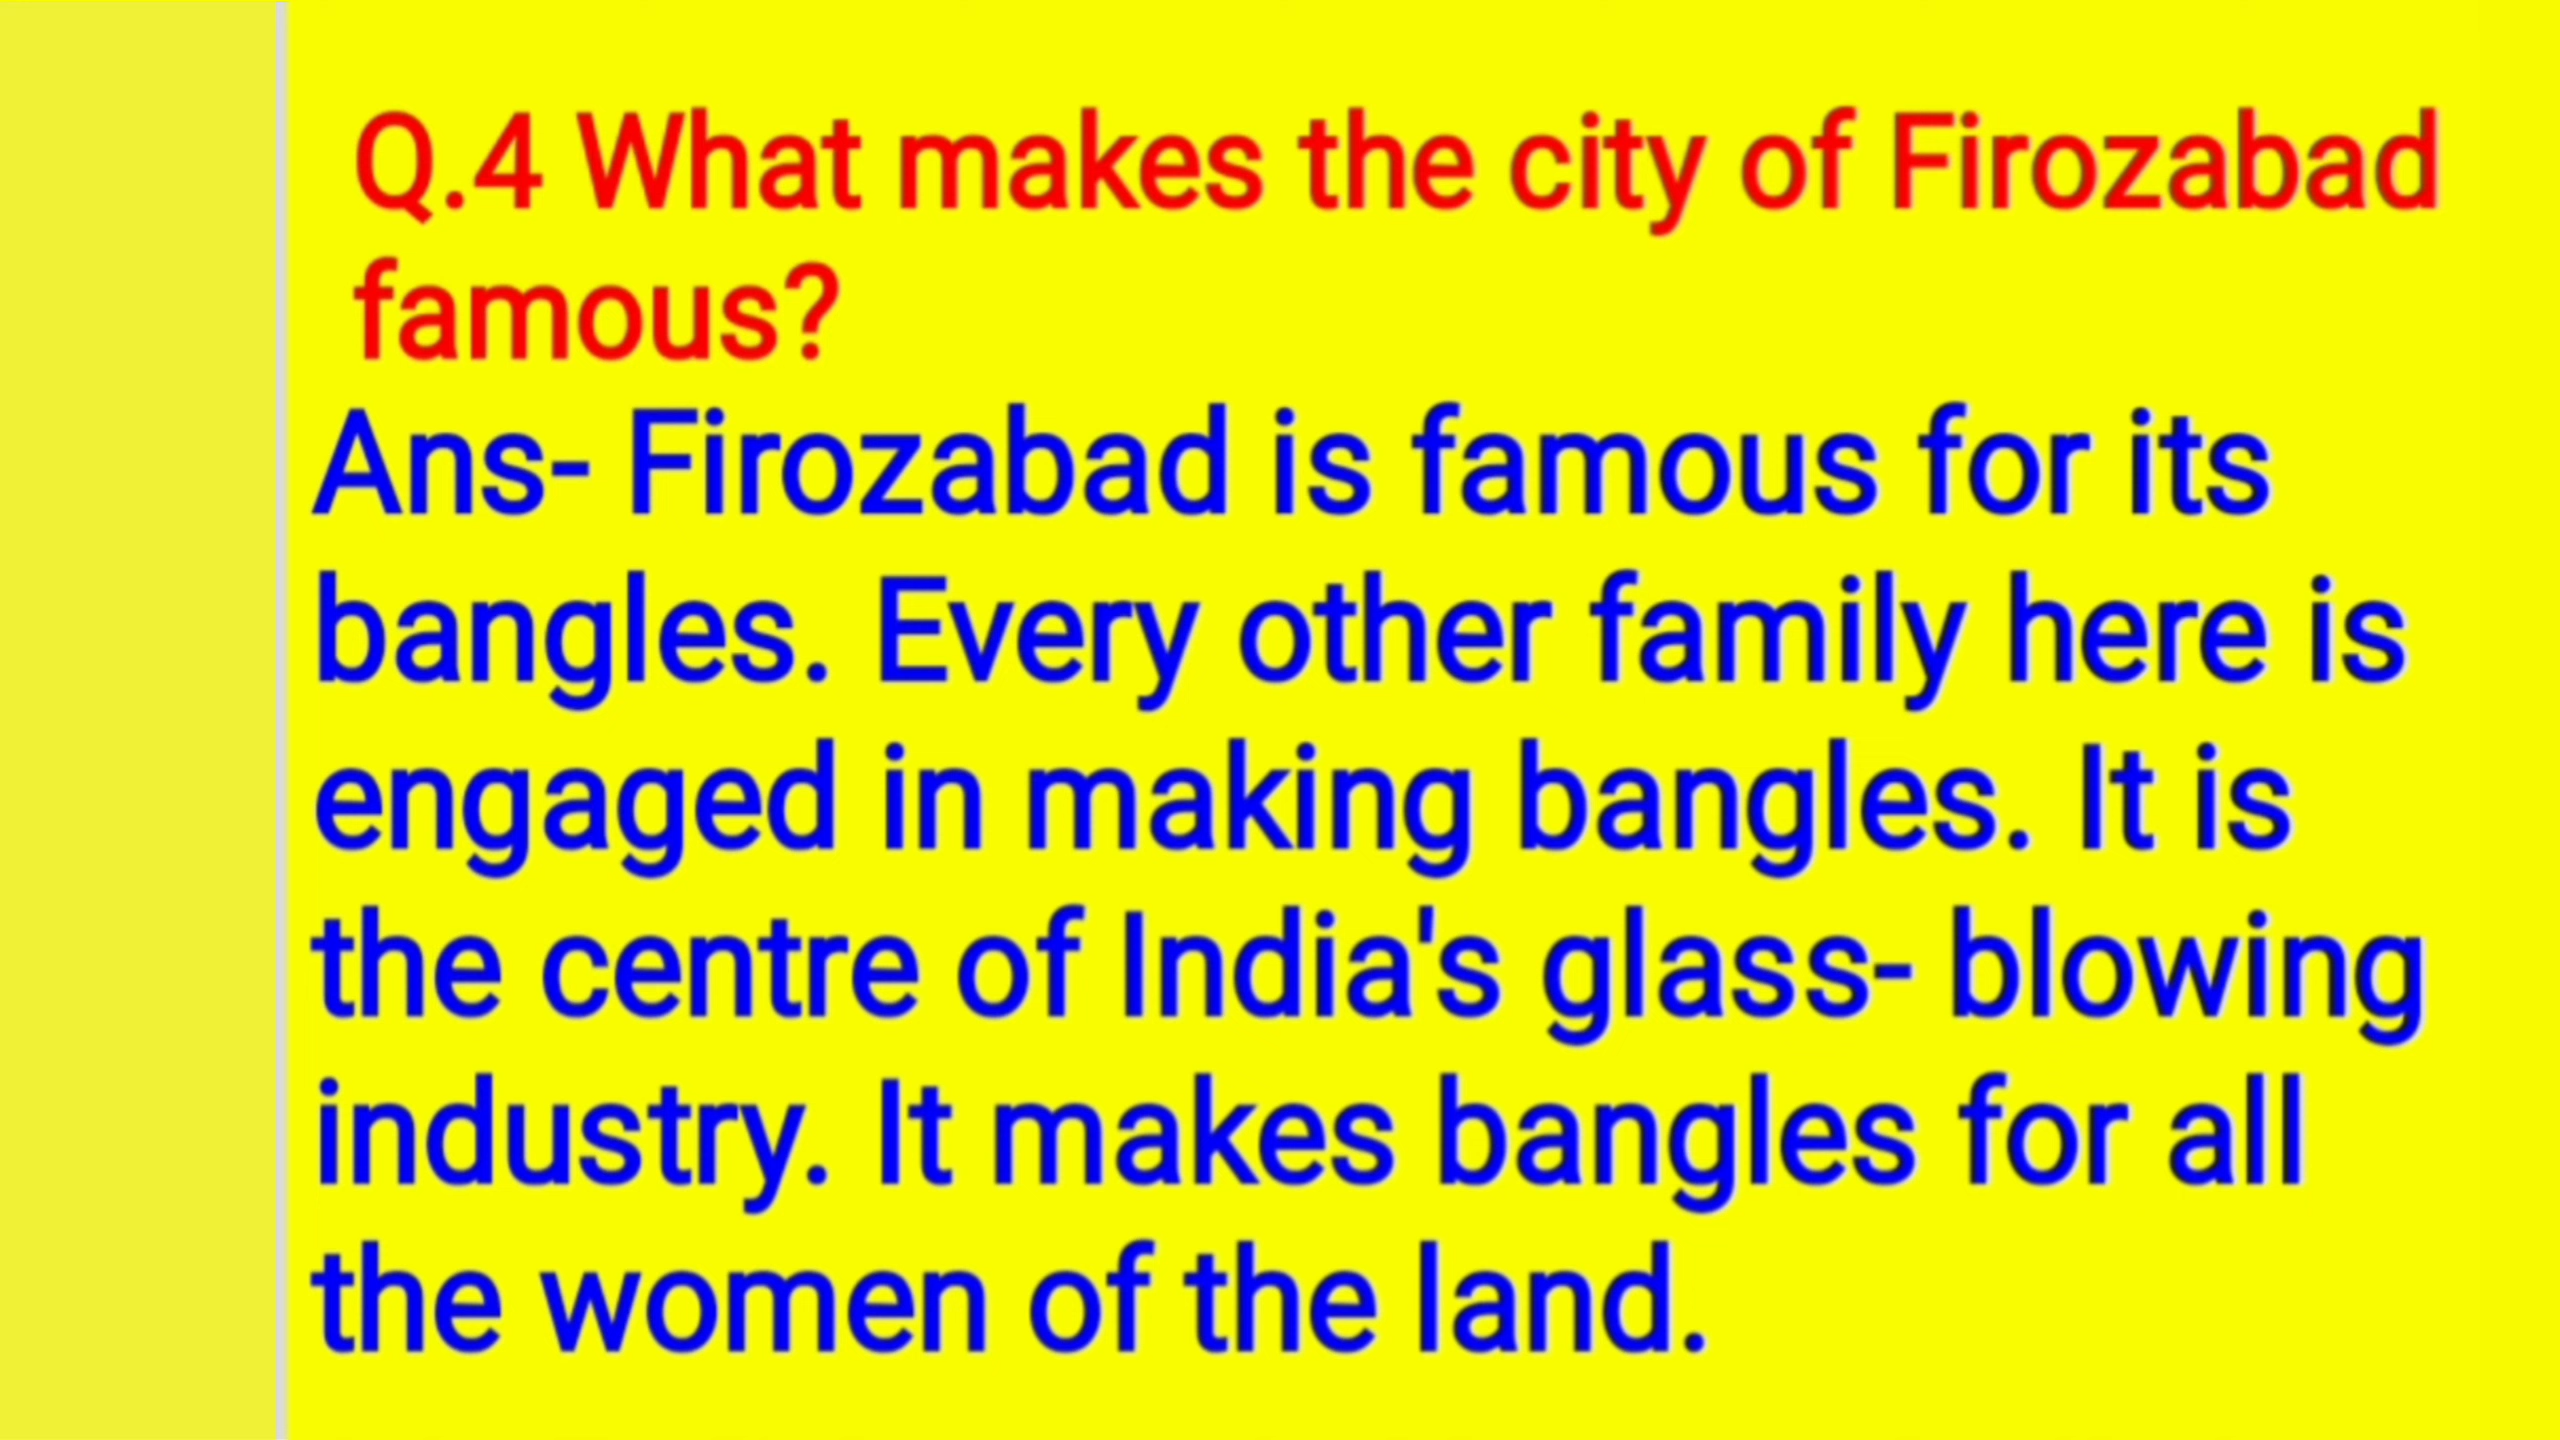 Q.4 What makes the city of Firozabad
famous?
Ans- Firozabad is famous for its
bangles. Every other family here is
engaged in making bangles. It is
the centre of India's glass- blowing
industry. It makes bangles for all
the women of the land.